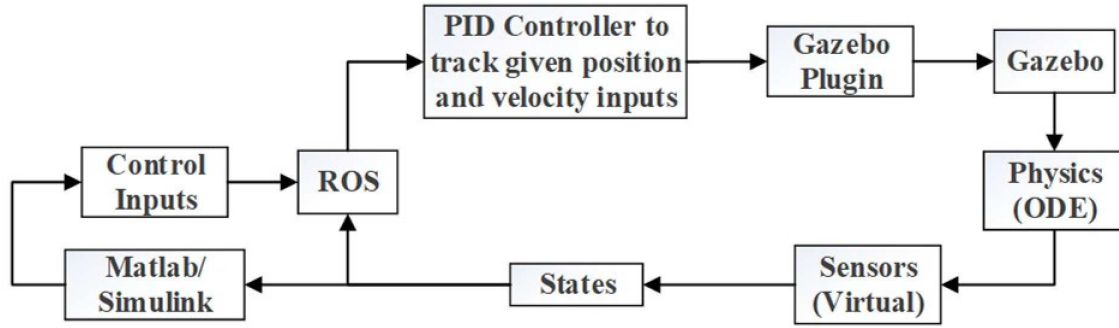 PID Controller to
track given position
and velocity inputs
Gazebo
Plugin
Gazebo
Control
Inputs
ROS
Physics
(ODE)
Matlab/
Simulink
States
Sensors
(Virtual)